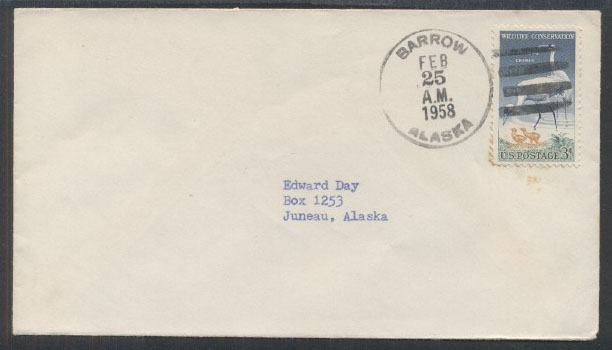 BARROW
FEB
25
A.M.
1958
ALASKA
WILDLIFE CONSERVATION
U.S. POSTAGE 3¢
Edward Day
Box 1253
Juneau, Alaska